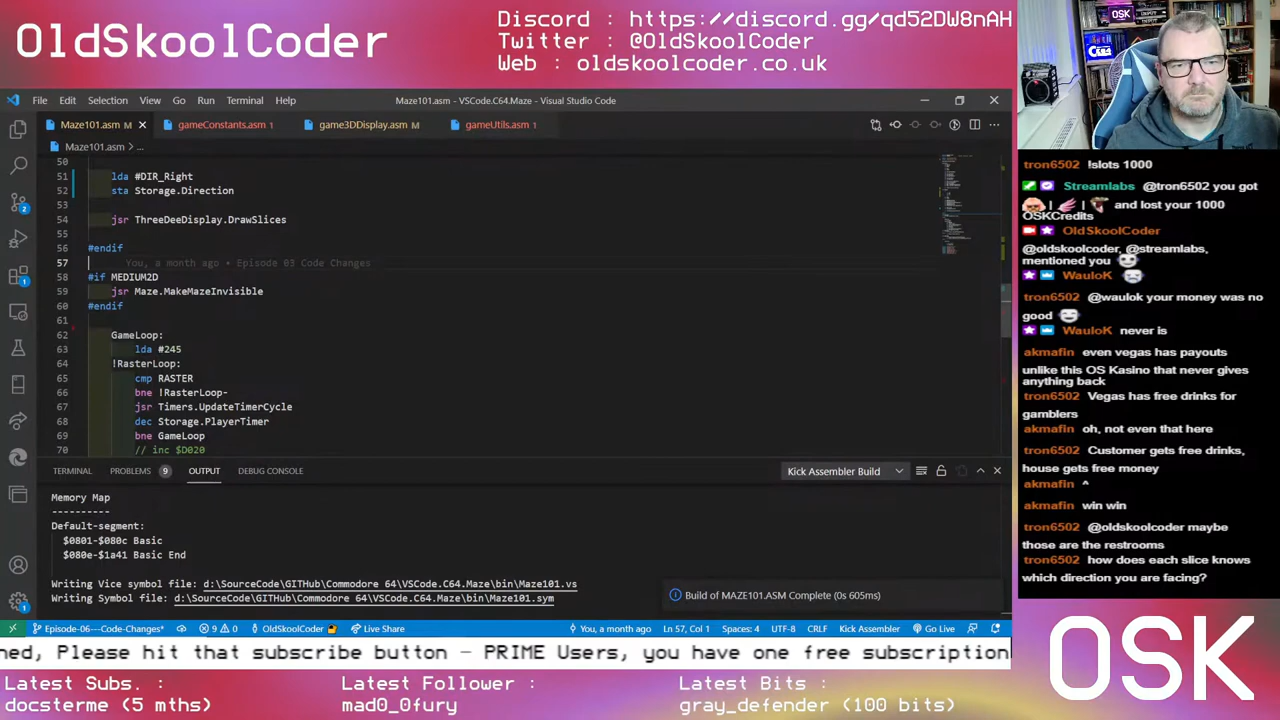 OldSkoolCoder
Discord : https://discord.gg/qd52DW8nAH
Twitter : @OldSkoolCoder
Web : oldskoolcoder.co.uk
File Edit Selection View Go Run Terminal Help
Maze101.asm - VSCode.C64.Maze - Visual Studio Code
Maze101.asm M
gameConstants.asm 1
game3DDisplay.asm M
gameUtils.asm 1
Maze101.asm > ...
50
51 lda #DIR_Right
52 sta Storage.Direction
53
54 jsr ThreeDeeDisplay.DrawSlices
55
56 #endif
57 You, a month ago • Episode 03 Code Changes
58 #if MEDIUM2D
59 jsr Maze.MakeMazeInvisible
60 #endif
61
62 GameLoop:
63 lda #245
64 !RasterLoop:
65 cmp RASTER
66 bne !RasterLoop-
67 jsr Timers.UpdateTimerCycle
68 dec Storage.PlayerTimer
69 bne GameLoop
70 // inc $D020
TERMINAL PROBLEMS 9 OUTPUT DEBUG CONSOLE
Kick Assembler Build
Memory Map
----------
Default-segment:
$0801-$080c Basic
$080e-$1a41 Basic End
Writing Vice symbol file: d:\SourceCode\GITHub\Commodore 64\VSCode.C64.Maze\bin\Maze101.vs
Writing Symbol file: d:\SourceCode\GITHub\Commodore 64\VSCode.C64.Maze\bin\Maze101.sym
Build of MAZE101.ASM Complete (0s 605ms)
Episode-06---Code-Changes* 9 0 OldSkoolCoder Live Share
You, a month ago Ln 57, Col 1 Spaces: 4 UTF-8 CRLF Kick Assembler Go Live
ned, Please hit that subscribe button - PRIME Users, you have one free subscription
Latest Subs. :
docsterme (5 mths)
Latest Follower :
mad0_0fury
Latest Bits :
gray_defender (100 bits)
tron6502 !slots 1000
Streamlabs @tron6502 you got
| | and lost your 1000
OSKCredits
OldSkoolCoder
@oldskoolcoder, @streamlabs,
mentioned you
WauloK
tron6502 @waulok your money was no
good
WauloK never is
akmafin even vegas has payouts
unlike this OS Kasino that never gives
anything back
tron6502 Vegas has free drinks for
gamblers
akmafin oh, not even that here
tron6502 Customer gets free drinks,
house gets free money
akmafin ^
akmafin win win
tron6502 @oldskoolcoder maybe
those are the restrooms
tron6502 how does each slice knows
which direction you are facing?
OSK